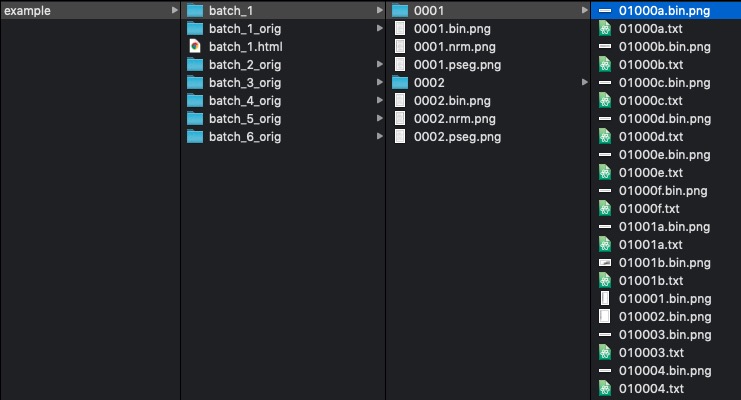 example
batch_1
batch_1_orig
batch_1.html
batch_2_orig
batch_3_orig
batch_4_orig
batch_5_orig
batch_6_orig
0001
0001.bin.png
0001.nrm.png
0001.pseg.png
0002
0002.bin.png
0002.nrm.png
0002.pseg.png
01000a.bin.png
01000a.txt
01000b.bin.png
01000b.txt
01000c.bin.png
01000c.txt
01000d.bin.png
01000d.txt
01000e.bin.png
01000e.txt
01000f.bin.png
01000f.txt
01001a.bin.png
01001a.txt
01001b.bin.png
01001b.txt
010001.bin.png
010002.bin.png
010003.bin.png
010003.txt
010004.bin.png
010004.txt